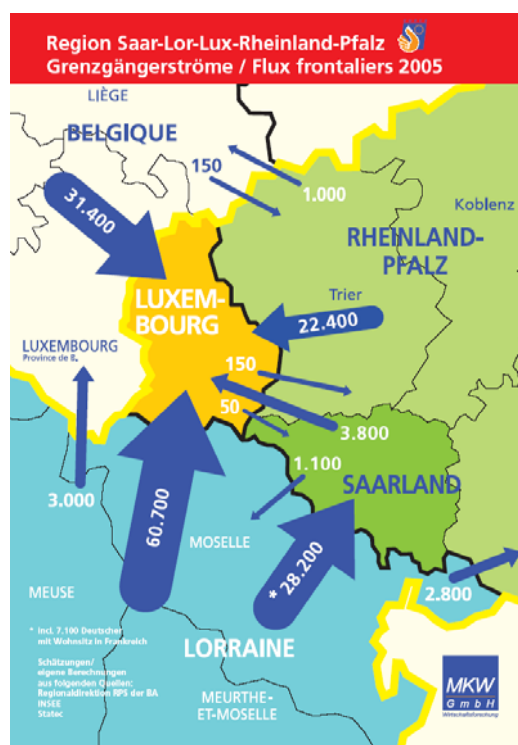 Region Saar-Lor-Lux-Rheinland-Pfalz
Grenzgängerströme / Flux frontaliers 2005
LIÈGE
BELGIQUE
150
1.000
31.400
Koblenz
RHEINLAND-
PFALZ
LUXEM-
BOURG
Trier
22.400
LUXEMBOURG
Province de B.
150
50
3.800
1.100
3.000
60.700
SAARLAND
MOSELLE
* 28.200
MEUSE
2.800
* incl. 7.100 Deutscher
mit Wohnsitz in Frankreich
LORRAINE
Schätzungen/
eigene Berechnungen
aus folgenden Quellen:
Regionaldirektion RPS der BA
INSEE
Statec
MEURTHE-
ET-MOSELLE
MKW
GmbH
Wirtschaftsforschung